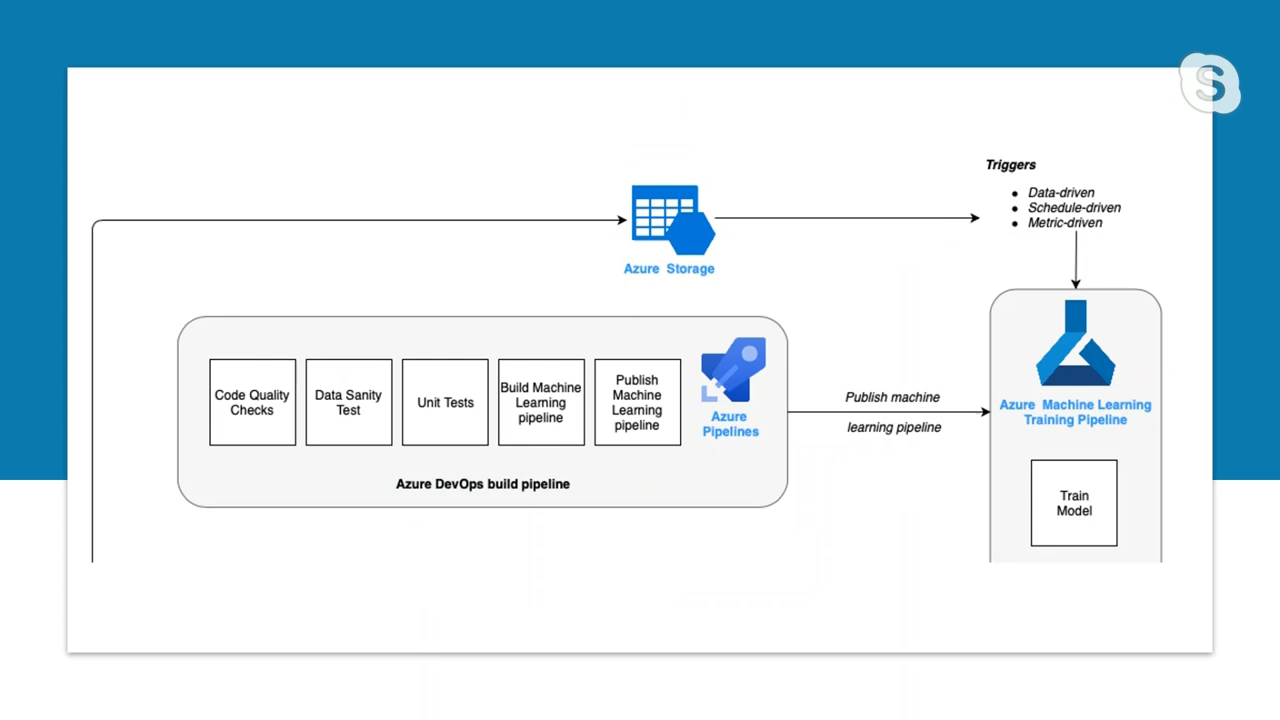 S
Triggers
Data-driven
Schedule-driven
Metric-driven
Azure Storage
Code Quality
Checks
Data Sanity
Test
Unit Tests
Build Machine
Learning
pipeline
Publish
Machine
Learning
pipeline
Azure
Pipelines
Azure DevOps build pipeline
Publish machine
learning pipeline
Azure Machine Learning
Training Pipeline
Train
Model